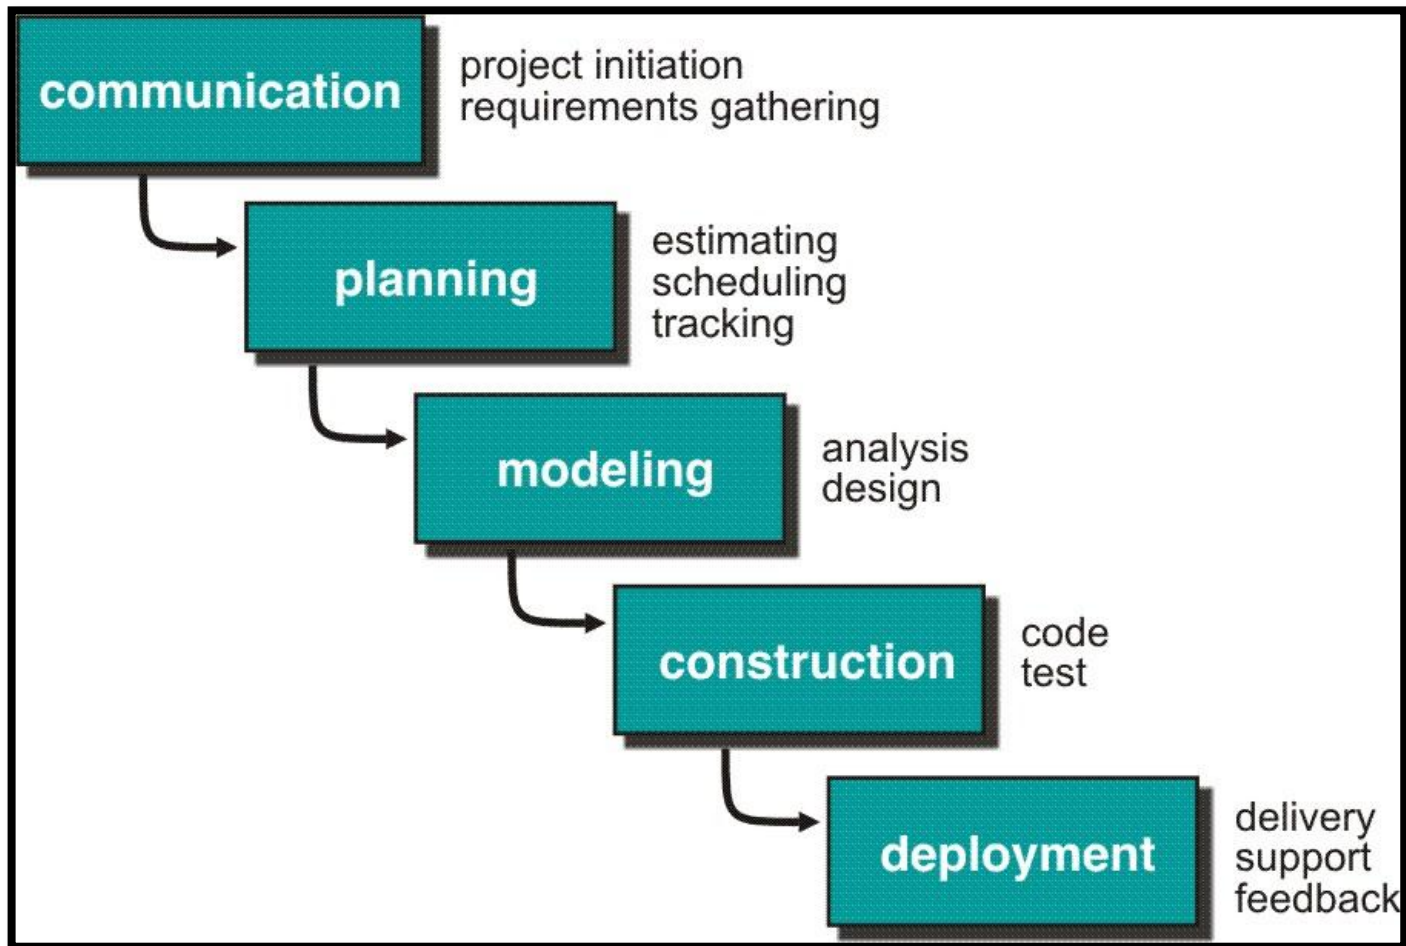 communication
project initiation
requirements gathering
planning
estimating
scheduling
tracking
modeling
analysis
design
construction
code
test
deployment
delivery
support
feedback